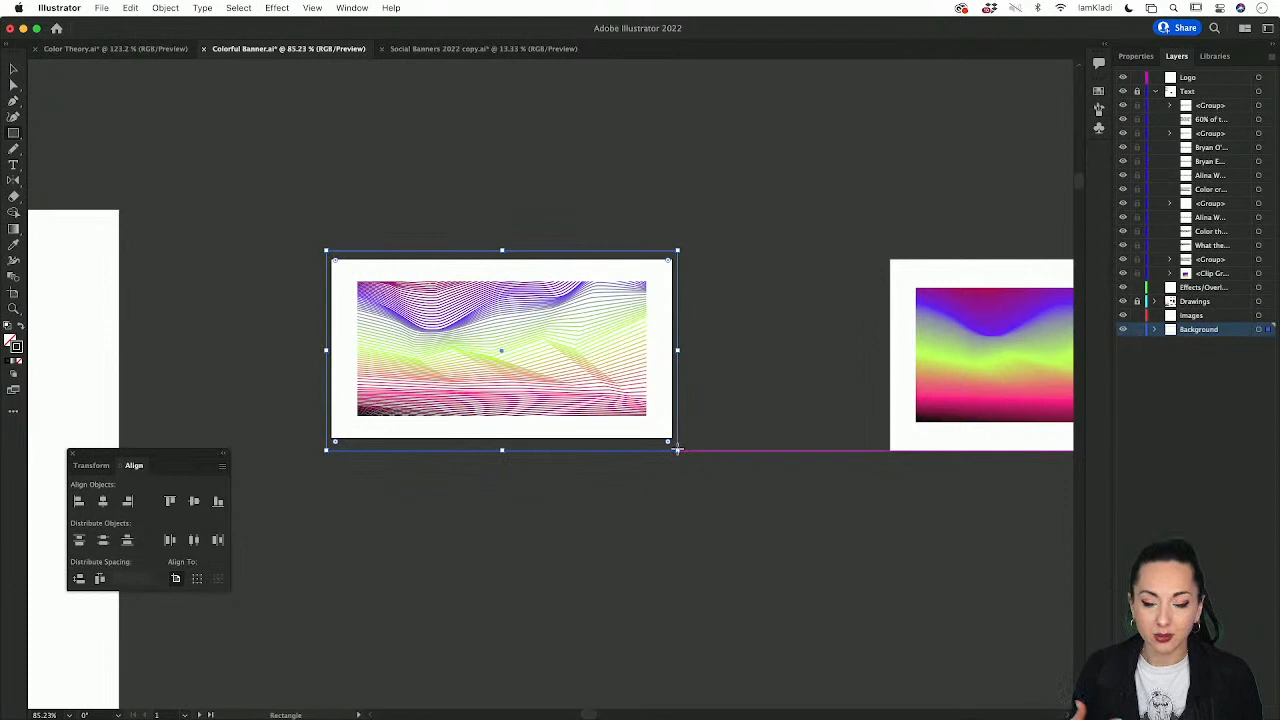 Illustrator File Edit Object Type Select Effect View Window Help IamKladi
Adobe Illustrator 2022
Share
× Color Theory.ai* @ 123.2 % (RGB/Preview) × Colorful Banner.ai* @ 85.23 % (RGB/Preview) × Social Banners 2022 copy.ai* @ 13.33 % (RGB/Preview)
Properties Layers Libraries
Logo
Text
<Group>
60% of t...
<Group>
Bryan O'...
Bryan E...
Alina W...
Color cr...
<Group>
Alina W...
Color th...
What the...
<Group>
<Clip Gr...
Effects/Overl...
Drawings
Images
Background
Transform Align
Align Objects:
Distribute Objects:
Distribute Spacing: Align To:
85.23% 0° 1 Rectangle